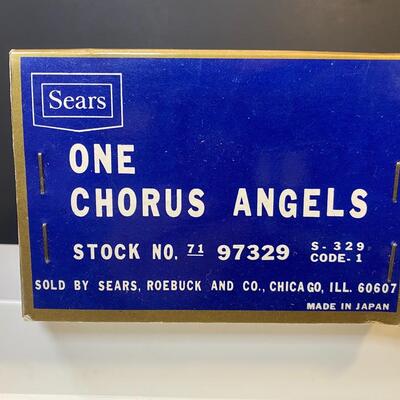 Sears
ONE
CHORUS ANGELS
STOCK NO. 71 97329 S-329
CODE-1
SOLD BY SEARS, ROEBUCK AND CO., CHICAGO, ILL. 60607
MADE IN JAPAN